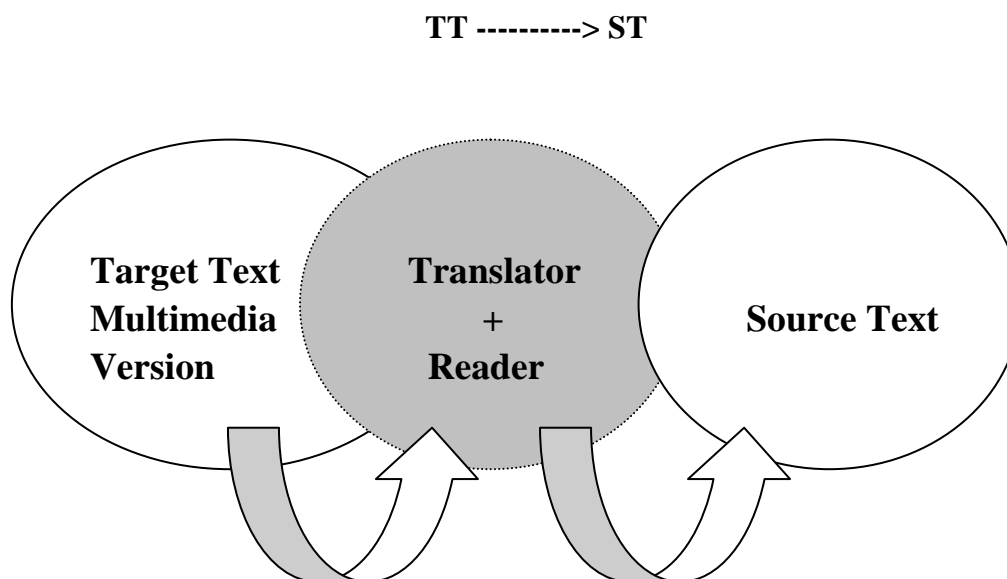 TT ----------> ST
Target Text
Multimedia
Version
Translator
+
Reader
Source Text